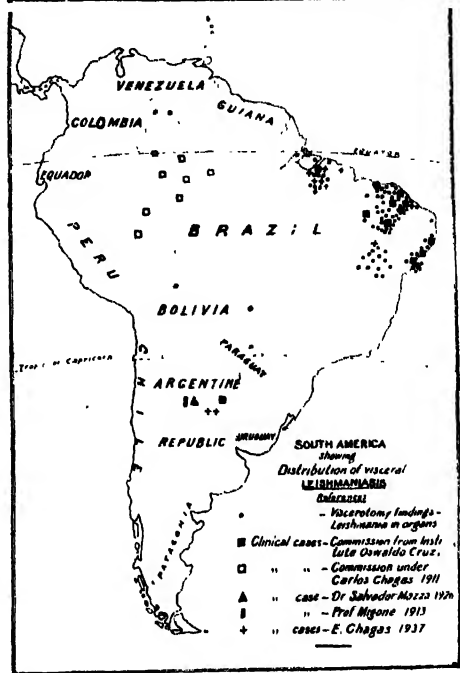 VENEZUELA
GUIANA
COLOMBIA
EQUATOR
EQUADOR
PERU
BRAZIL
BOLIVIA
Tropic of Capricorn
PARAGUAY
CHILE
ARGENTINE
REPUBLIC
URUGUAY
PATAGONIA
SOUTH AMERICA
showing
Distribution of visceral
LEISHMANIASIS
References
• – Viscerotomy findings –
Leishmania in organs
■ Clinical cases – Commission from Insti
tute Oswaldo Cruz.
□ „ „ – Commission under
Carlos Chagas 1911
▲ „ case – Dr Salvador Mazza 1926
▮ „ „ – Prof Migone 1913
+ „ cases – E. Chagas 1937